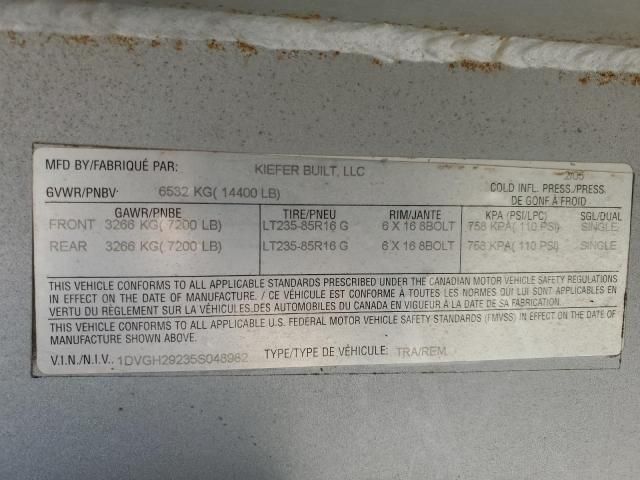 MFD BY/FABRIQUÉ PAR: KIEFER BUILT, LLC 2/05
GVWR/PNBV 6532 KG( 14400 LB) COLD INFL. PRESS./PRESS. DE GONF À FROID
GAWR/PNBE TIRE/PNEU RIM/JANTE KPA (PSI/LPC) SGL/DUAL
FRONT 3266 KG( 7200 LB) LT235-85R16 G 6 X 16 8BOLT 758 KPA( 110 PSI) SINGLE
REAR 3266 KG( 7200 LB) LT235-85R16 G 6 X 16 8BOLT 758 KPA( 110 PSI) SINGLE
THIS VEHICLE CONFORMS TO ALL APPLICABLE STANDARDS PRESCRIBED UNDER THE CANADIAN MOTOR VEHICLE SAFETY REGULATIONS
IN EFFECT ON THE DATE OF MANUFACTURE. / CE VÉHICULE EST CONFORME À TOUTES LES NORMES QUI LUI SONT APPLICABLES EN
VERTU DU RÈGLEMENT SUR LA SÉCURITÉ DES VÉHICULES DES AUTOMOBILES DU CANADA EN VIGUEUR À LA DATE DE SA FABRICATION.
THIS VEHICLE CONFORMS TO ALL APPLICABLE U.S. FEDERAL MOTOR VEHICLE SAFETY STANDARDS (FMVSS) IN EFFECT ON THE DATE OF
MANUFACTURE SHOWN ABOVE.
V.I.N./N.I.V. 1DVGH29235S048982 TYPE/TYPE DE VÉHICULE: TRA/REM